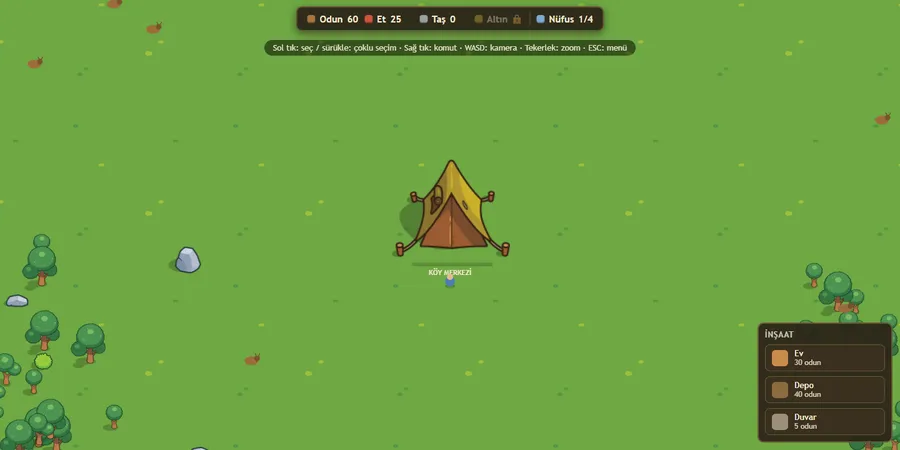 Odun 60 Et 25 Taş 0 Altın Nüfus 1/4
Sol tık: seç / sürükle: çoklu seçim · Sağ tık: komut · WASD: kamera · Tekerlek: zoom · ESC: menü
KÖY MERKEZİ
İNŞAAT
Ev
30 odun
Depo
40 odun
Duvar
5 odun